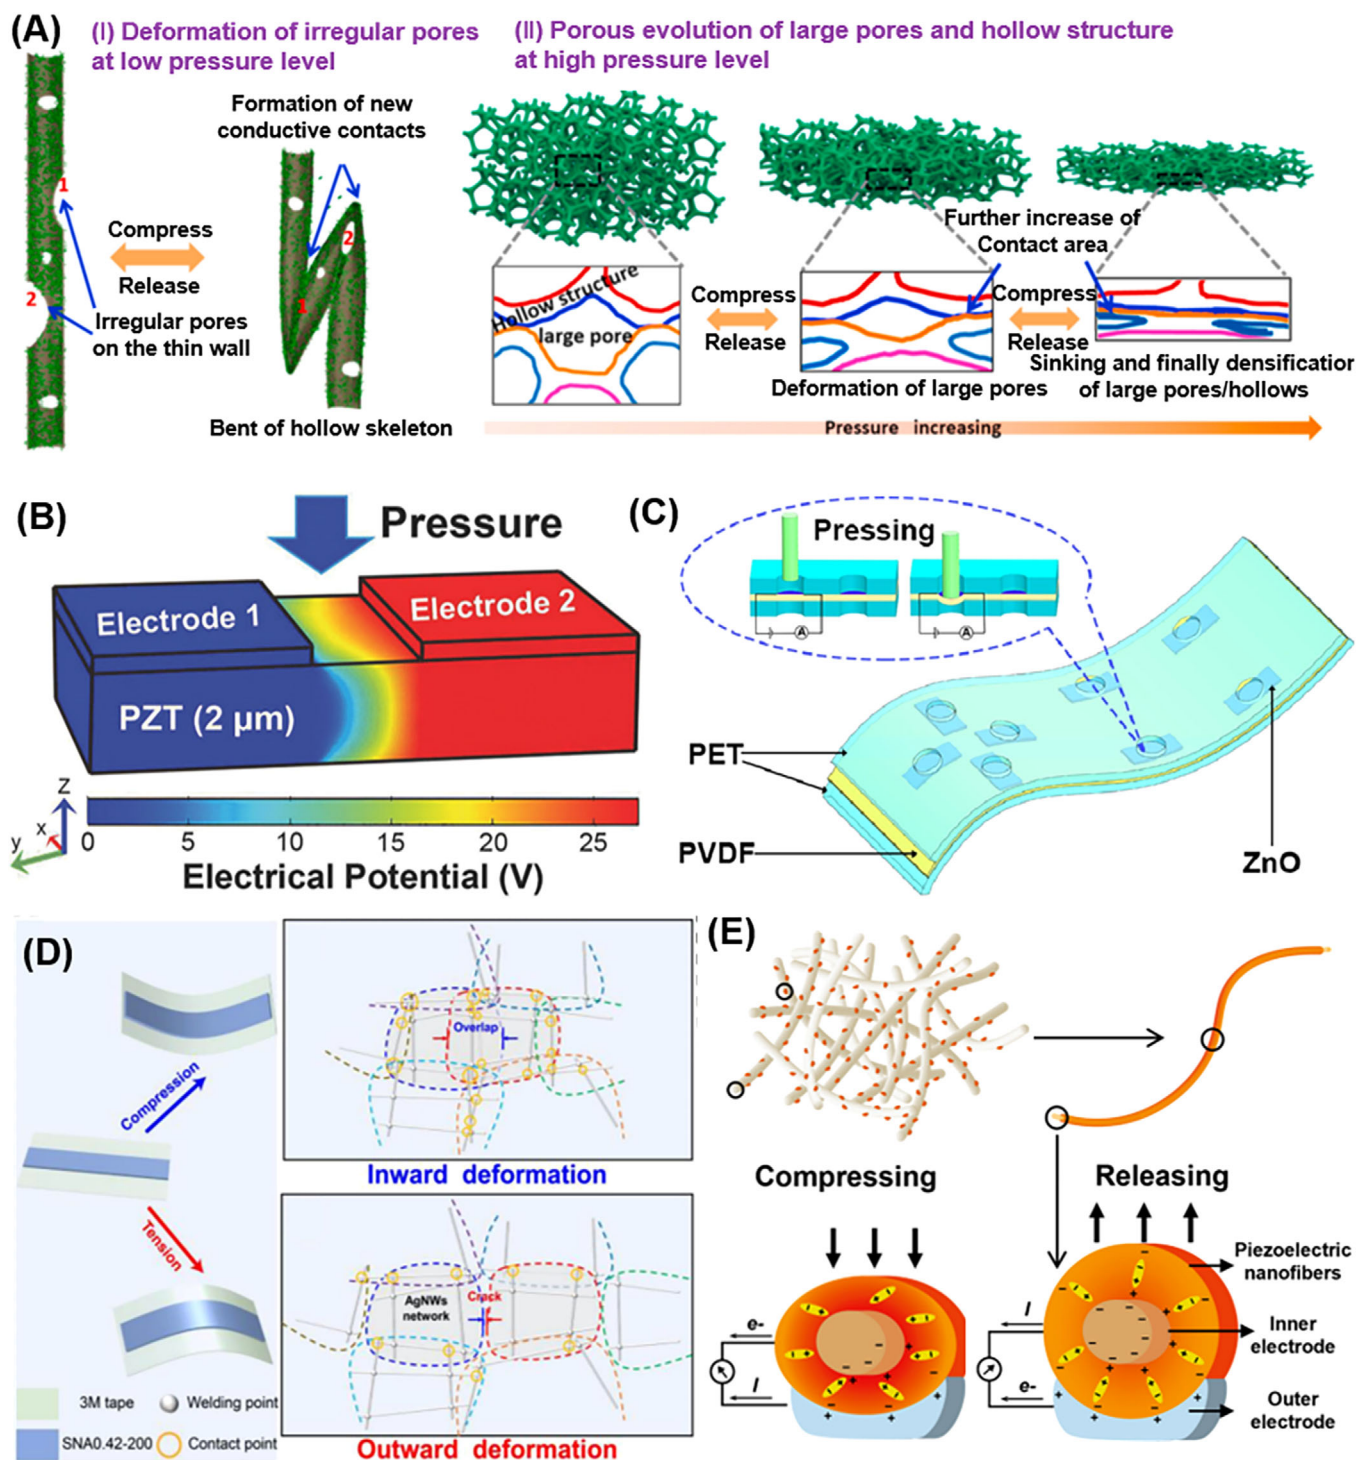 (A)
(I) Deformation of irregular pores
at low pressure level
(II) Porous evolution of large pores and hollow structure
at high pressure level
Formation of new
conductive contacts
1
2
Compress
Release
Irregular pores
on the thin wall
1
2
Bent of hollow skeleton
Hollow structure
large pore
Compress
Release
Further increase of
Contact area
Compress
Release
Deformation of large pores
Sinking and finally densification
of large pores/hollows
Pressure increasing
(B)
Pressure
Electrode 1
Electrode 2
PZT (2 µm)
Z
x
y
0 5 10 15 20 25
Electrical Potential (V)
(C)
Pressing
A
A
PET
PVDF
ZnO
(D)
Compression
Tension
3M tape
Welding point
SNA0.42-200
Contact point
Overlap
Inward deformation
AgNWs
network
Crack
Outward deformation
(E)
Compressing
Releasing
e-
I
I
e-
Piezoelectric
nanofibers
Inner
electrode
Outer
electrode